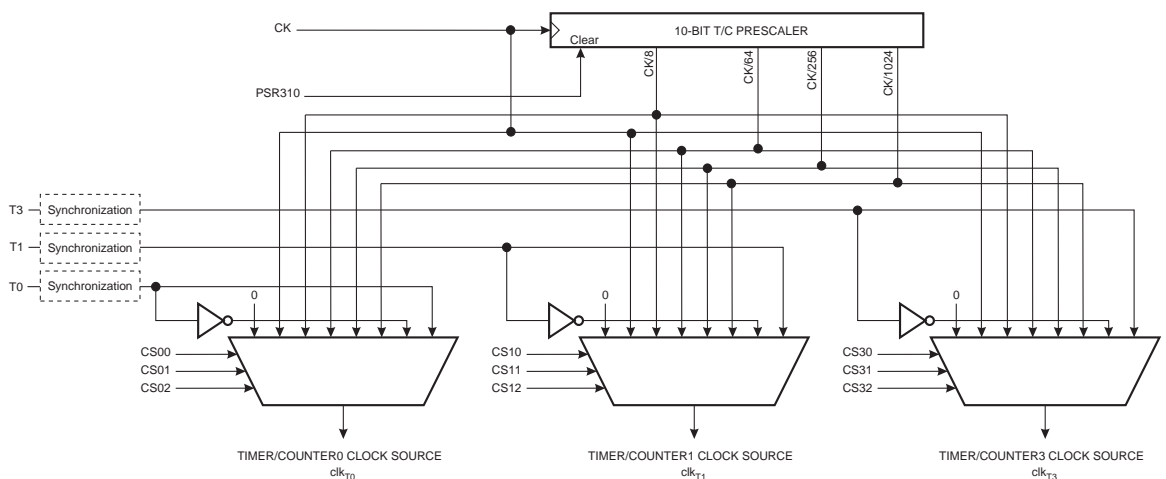 CK
10-BIT T/C PRESCALER
Clear
CK/8
CK/64
CK/256
CK/1024
PSR310
T3
Synchronization
T1
Synchronization
T0
Synchronization
0
0
0
CS00
CS01
CS02
CS10
CS11
CS12
CS30
CS31
CS32
TIMER/COUNTER0 CLOCK SOURCE
clkT0
TIMER/COUNTER1 CLOCK SOURCE
clkT1
TIMER/COUNTER3 CLOCK SOURCE
clkT3